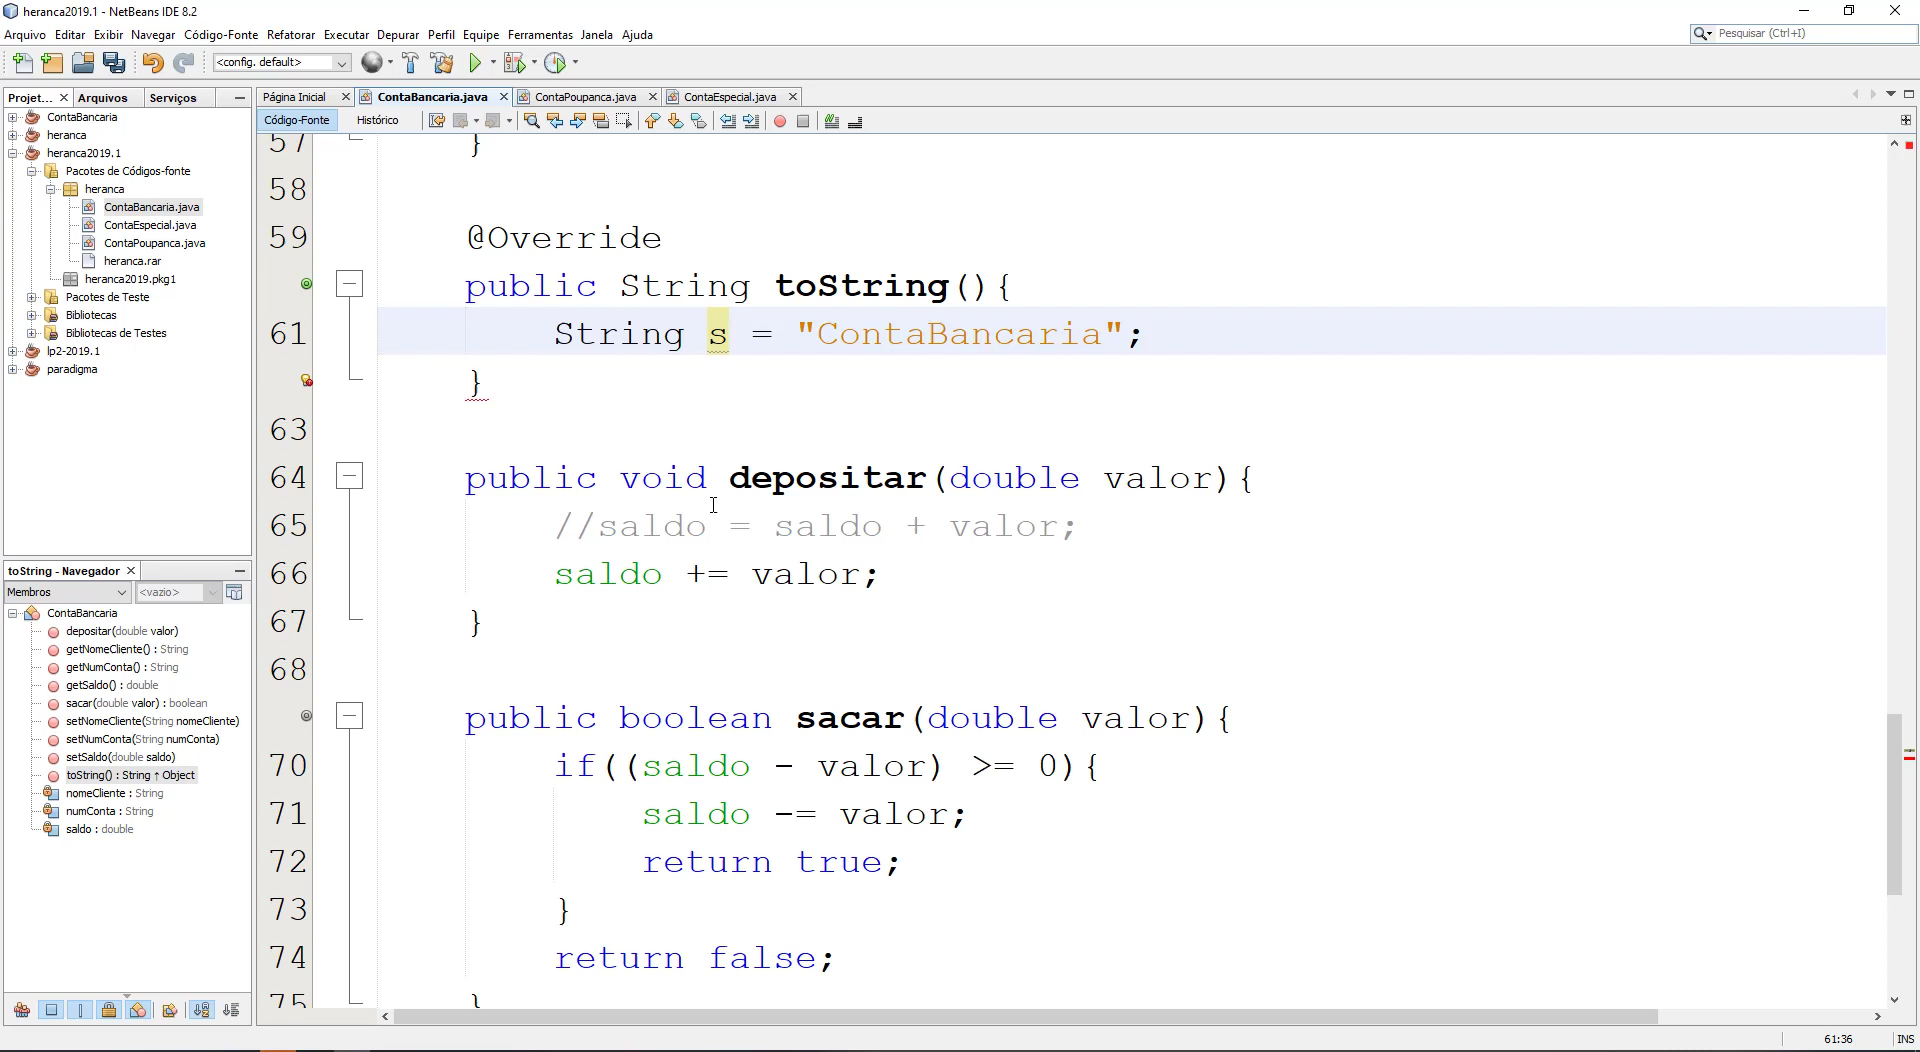 heranca2019.1 - NetBeans IDE 8.2
Arquivo Editar Exibir Navegar Código-Fonte Refatorar Executar Depurar Perfil Equipe Ferramentas Janela Ajuda
Pesquisar (Ctrl+I)
<config. default>
Projet... Arquivos Serviços
Página Inicial ContaBancaria.java ContaPoupanca.java ContaEspecial.java
Código-Fonte Histórico
ContaBancaria
heranca
heranca2019.1
Pacotes de Códigos-fonte
heranca
ContaBancaria.java
ContaEspecial.java
ContaPoupanca.java
heranca.rar
heranca2019.pkg1
Pacotes de Teste
Bibliotecas
Bibliotecas de Testes
lp2-2019.1
paradigma
toString - Navegador
Membros <vazio>
ContaBancaria
depositar(double valor)
getNomeCliente() : String
getNumConta() : String
getSaldo() : double
sacar(double valor) : boolean
setNomeCliente(String nomeCliente)
setNumConta(String numConta)
setSaldo(double saldo)
toString() : String ↑ Object
nomeCliente : String
numConta : String
saldo : double
57 }
58
59 @Override
public String toString(){
61 String s = "ContaBancaria";
}
63
64 public void depositar(double valor){
65 //saldo = saldo + valor;
66 saldo += valor;
67 }
68
public boolean sacar(double valor){
70 if((saldo - valor) >= 0){
71 saldo -= valor;
72 return true;
73 }
74 return false;
75 }
61:36 INS